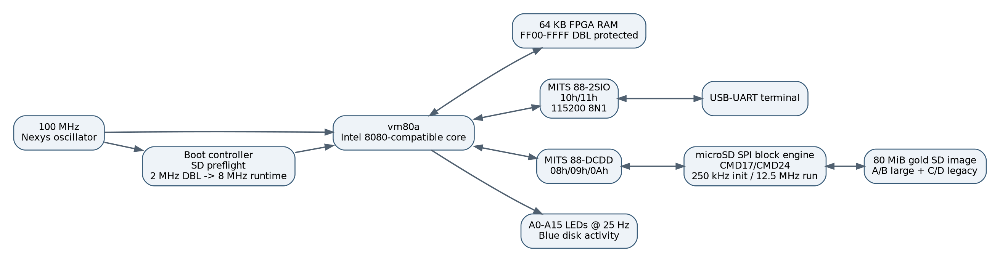 100 MHz
Nexys oscillator
Boot controller
SD preflight
2 MHz DBL -> 8 MHz runtime
vm80a
Intel 8080-compatible core
64 KB FPGA RAM
FF00-FFFF DBL protected
MITS 88-2SIO
10h/11h
115200 8N1
USB-UART terminal
MITS 88-DCDD
08h/09h/0Ah
microSD SPI block engine
CMD17/CMD24
250 kHz init / 12.5 MHz run
80 MiB gold SD image
A/B large + C/D legacy
A0-A15 LEDs @ 25 Hz
Blue disk activity